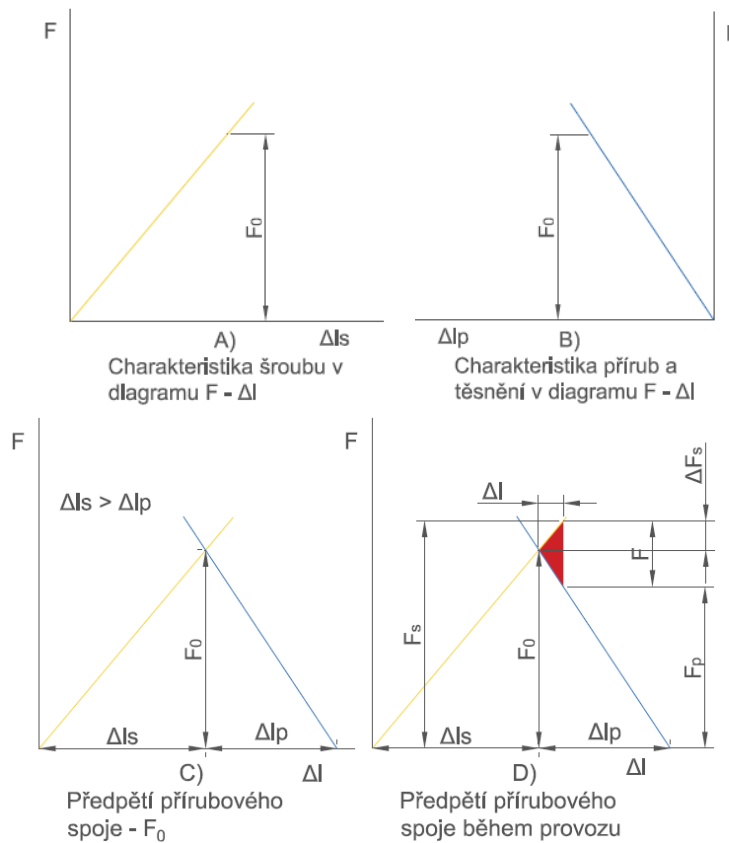 F
F₀
A)
Δls
Charakteristika šroubu v
diagramu F - Δl
F₀
Δlp
B)
Charakteristika přírub a
těsnění v diagramu F - Δl
F
Δls > Δlp
F₀
Δls
Δlp
C)
Δl
Předpětí přírubového
spoje - F₀
F
Δl
ΔFs
F
Fs
F₀
Fp
Δls
Δlp
D)
Δl
Předpětí přírubového
spoje během provozu